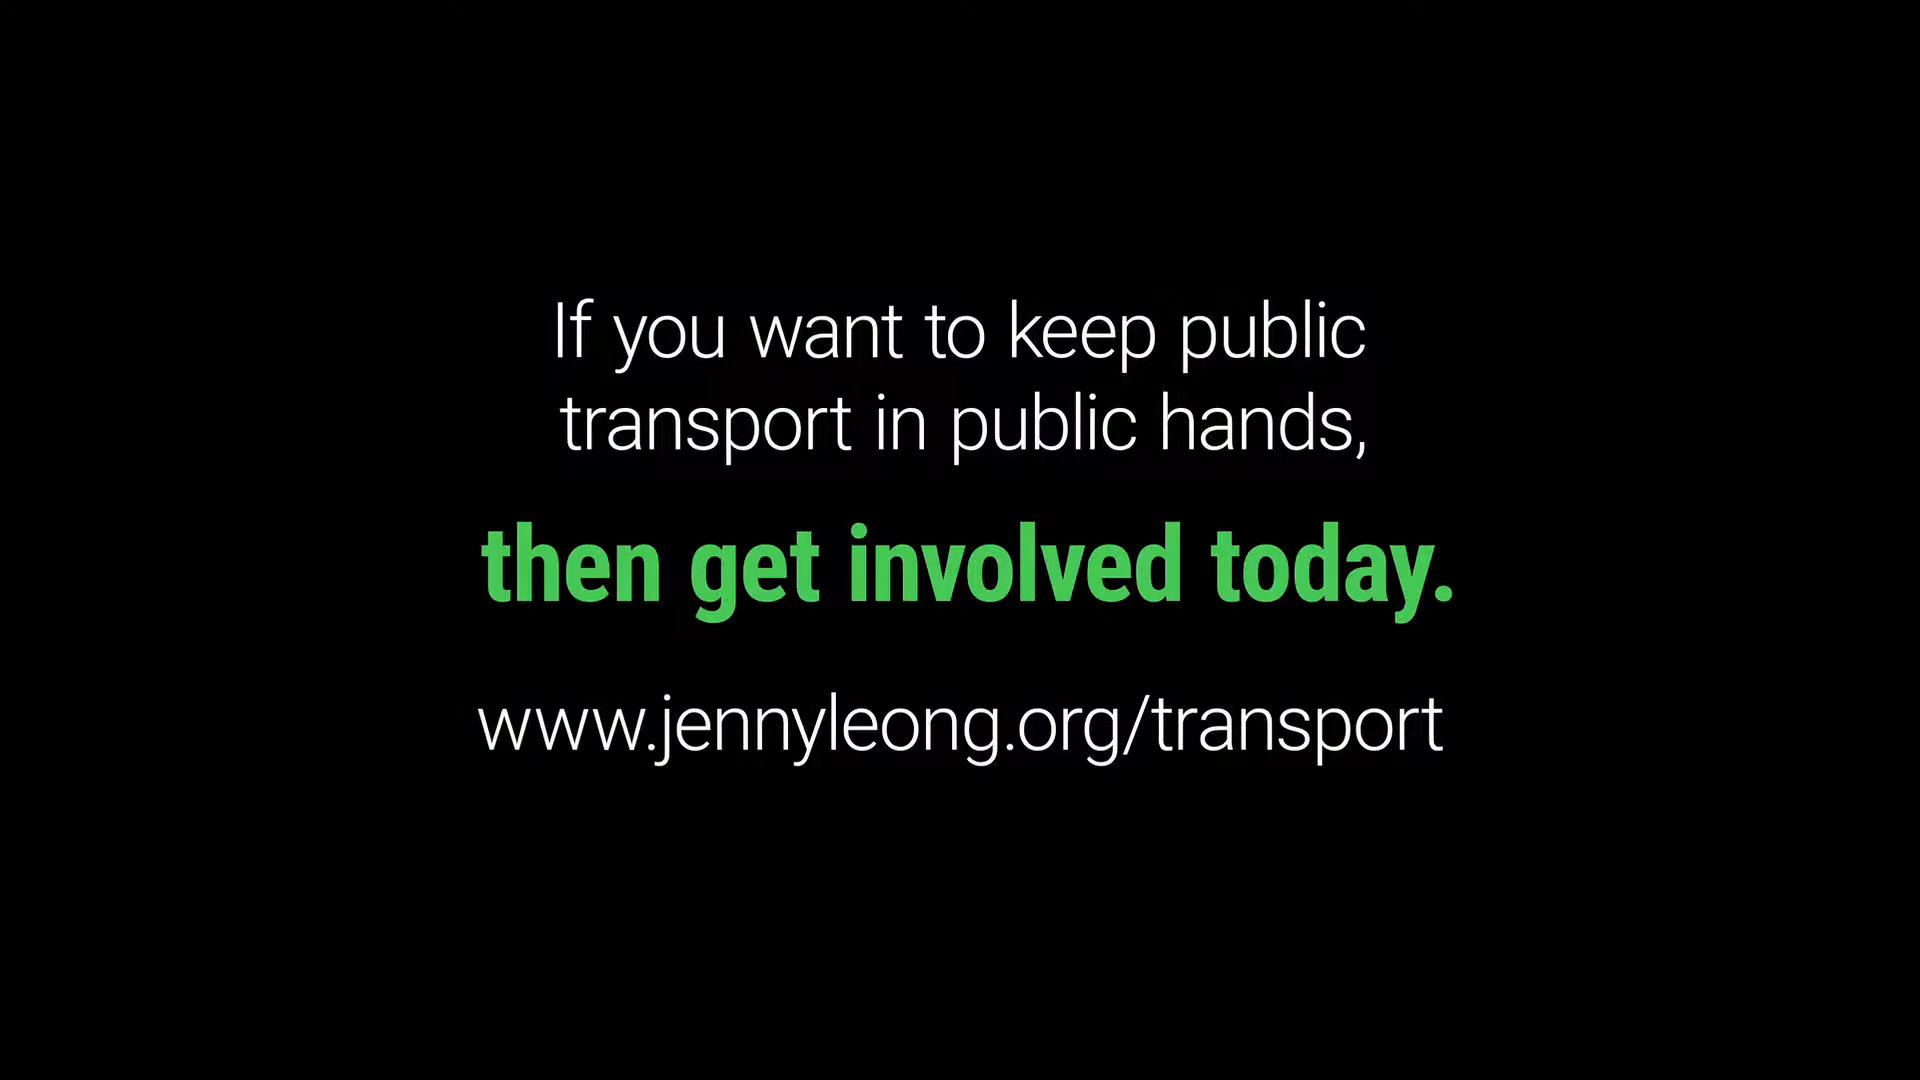 If you want to keep public
transport in public hands,
then get involved today.
www.jennyleong.org/transport